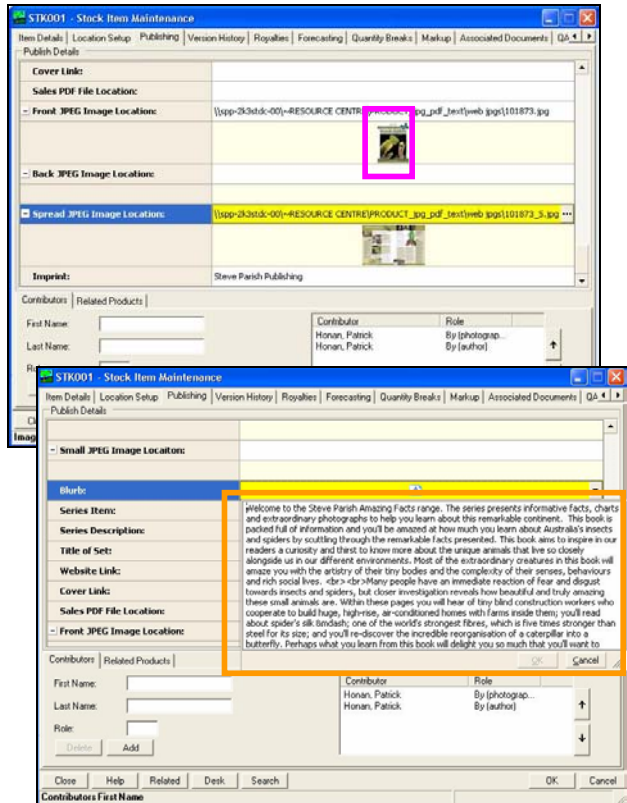 STK001 - Stock Item Maintenance
Item Details Location Setup Publishing Version History Royalties Forecasting Quantity Breaks Markup Associated Documents QA
Publish Details
Cover Link:
Sales PDF File Location:
Front JPEG Image Location: \\spp-2k3stdc-00\~RESOURCE CENTRE\PRODUCT_jpg_pdf_text\web jpgs\101873.jpg
Back JPEG Image Location:
Spread JPEG Image Location: \\spp-2k3stdc-00\~RESOURCE CENTRE\PRODUCT_jpg_pdf_text\web jpgs\101873_S.jpg ...
Imprint: Steve Parish Publishing
Contributors Related Products
First Name: Contributor Role
Honan, Patrick By (photograp...
Last Name: Honan, Patrick By (author)
STK001 - Stock Item Maintenance
Item Details Location Setup Publishing Version History Royalties Forecasting Quantity Breaks Markup Associated Documents QA
Publish Details
Small JPEG Image Locaiton:
Blurb:
Series Item:
Series Description:
Title of Set:
Website Link:
Cover Link:
Sales PDF File Location:
Front JPEG Image Location:
Welcome to the Steve Parish Amazing Facts range. The series presents informative facts, charts
and extraordinary photographs to help you learn about this remarkable continent. This book is
packed full of information and you'll be amazed at how much you learn about Australia's insects
and spiders by scuttling through the remarkable facts presented. This book aims to inspire in our
readers a curiosity and thirst to know more about the unique animals that live so closely
alongside us in our different environments. Most of the extraordinary creatures in this book will
amaze you with the artistry of their tiny bodies and the complexity of their senses, behaviours
and rich social lives. <br> <br>Many people have an immediate reaction of fear and disgust
towards insects and spiders, but closer investigation reveals how beautiful and truly amazing
these small animals are. Within these pages you will hear of tiny blind construction workers who
cooperate to build huge, high-rise, air-conditioned homes with farms inside them; you'll read
about spider's silk &mdash; one of the world's strongest fibres, which is five times stronger than
steel for its size; and you'll re-discover the incredible reorganisation of a caterpillar into a
butterfly. Perhaps what you learn from this book will delight you so much that you'll want to
OK Cancel
Contributors Related Products
First Name: Contributor Role
Honan, Patrick By (photograp...
Last Name: Honan, Patrick By (author)
Role:
Delete Add
Close Help Related Desk Search OK Cancel
Contributors First Name